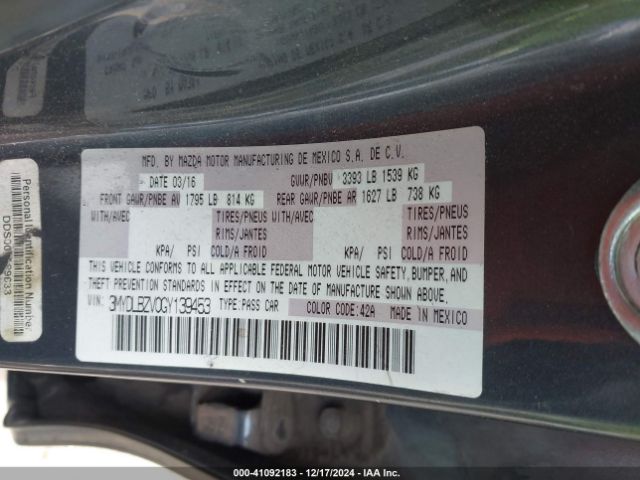 MFD. BY MAZDA MOTOR MANUFACTURING DE MEXICO S.A. DE C.V.
DATE 03/16 GVWR/PNBV 3393 LB 1539 KG
FRONT GAWR/PNBE AV 1795 LB 814 KG REAR GAWR/PNBE AR 1627 LB 738 KG
WITH/AVEC TIRES/PNEUS WITH/AVEC TIRES/PNEUS
RIMS/JANTES RIMS/JANTES
KPA/ PSI COLD/A FROID KPA/ PSI COLD/A FROID
THIS VEHICLE CONFORMS TO ALL APPLICABLE FEDERAL MOTOR VEHICLE SAFETY, BUMPER, AND
THEFT PREVENTION STANDARDS IN EFFECT ON THE DATE OF MANUFACTURE SHOWN ABOVE.
VIN: 3MYDLBZV0GY139453 TYPE:PASS CAR COLOR CODE:42A MADE IN MEXICO
Personal Identification Number
000-41092183 - 12/17/2024 - IAA Inc.